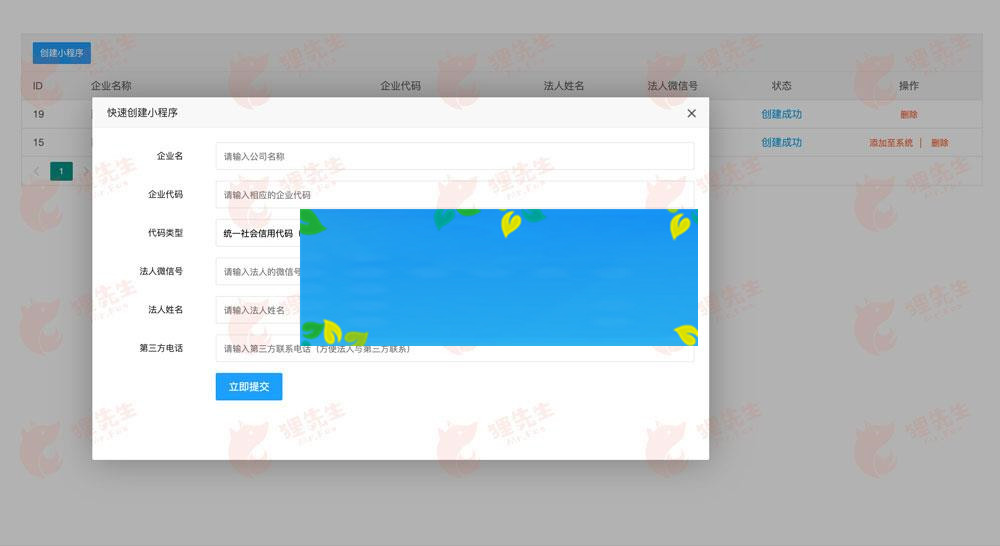 创建小程序
ID 企业名称 企业代码 法人姓名 法人微信号 状态 操作
19 创建成功 删除
15 创建成功 添加至系统 | 删除
1
快速创建小程序
企业名 请输入公司名称
企业代码 请输入相应的企业代码
代码类型 统一社会信用代码
法人微信号 请输入法人的微信号
法人姓名 请输入法人姓名
第三方电话 请输入第三方联系电话（方便法人与第三方联系）
立即提交
狸先生
Mr.Fox